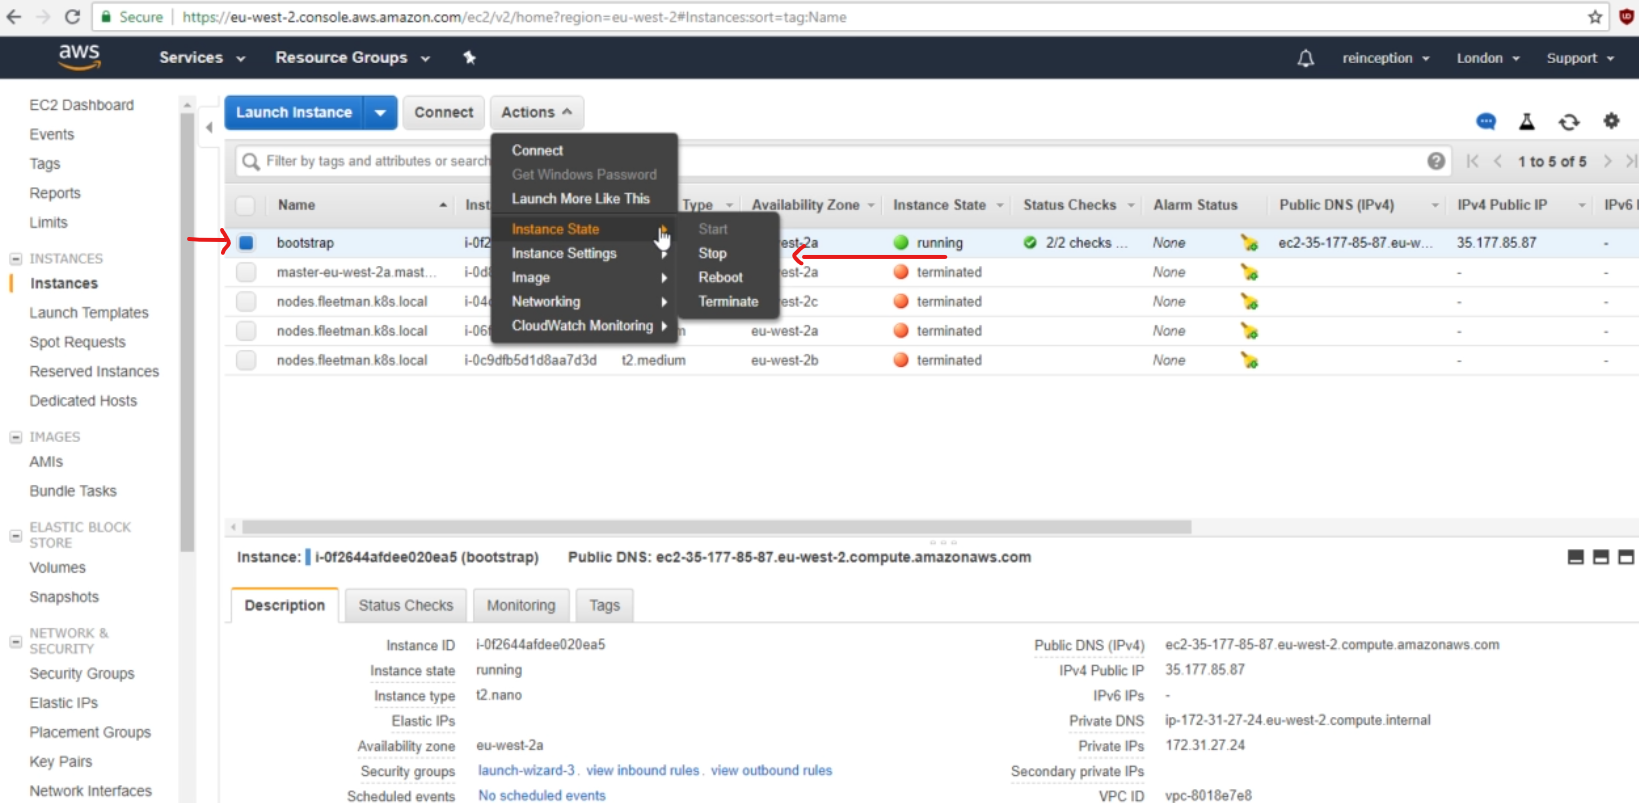 Secure | https://eu-west-2.console.aws.amazon.com/ec2/v2/home?region=eu-west-2#Instances:sort=tag:Name
aws Services Resource Groups reinception London Support
EC2 Dashboard
Events
Tags
Reports
Limits
INSTANCES
Instances
Launch Templates
Spot Requests
Reserved Instances
Dedicated Hosts
IMAGES
AMIs
Bundle Tasks
ELASTIC BLOCK
STORE
Volumes
Snapshots
NETWORK &
SECURITY
Security Groups
Elastic IPs
Placement Groups
Key Pairs
Network Interfaces
Launch Instance Connect Actions
Filter by tags and attributes or search 1 to 5 of 5
Connect
Get Windows Password
Launch More Like This
Instance State
Instance Settings
Image
Networking
CloudWatch Monitoring
Start
Stop
Reboot
Terminate
Name Inst Type Availability Zone Instance State Status Checks Alarm Status Public DNS (IPv4) IPv4 Public IP IPv6 I
bootstrap i-0f2 est-2a running 2/2 checks ... None ec2-35-177-85-87.eu-w... 35.177.85.87 -
master-eu-west-2a.mast... i-0d est-2a terminated None - -
nodes.fleetman.k8s.local i-04 est-2c terminated None - -
nodes.fleetman.k8s.local i-06 eu-west-2a terminated None - -
nodes.fleetman.k8s.local i-0c9dfb5d1d8aa7d3d t2.medium eu-west-2b terminated None - -
Instance: i-0f2644afdee020ea5 (bootstrap) Public DNS: ec2-35-177-85-87.eu-west-2.compute.amazonaws.com
Description Status Checks Monitoring Tags
Instance ID i-0f2644afdee020ea5
Instance state running
Instance type t2.nano
Elastic IPs
Availability zone eu-west-2a
Security groups launch-wizard-3. view inbound rules. view outbound rules
Scheduled events No scheduled events
Public DNS (IPv4) ec2-35-177-85-87.eu-west-2.compute.amazonaws.com
IPv4 Public IP 35.177.85.87
IPv6 IPs -
Private DNS ip-172-31-27-24.eu-west-2.compute.internal
Private IPs 172.31.27.24
Secondary private IPs
VPC ID vpc-8018e7e8